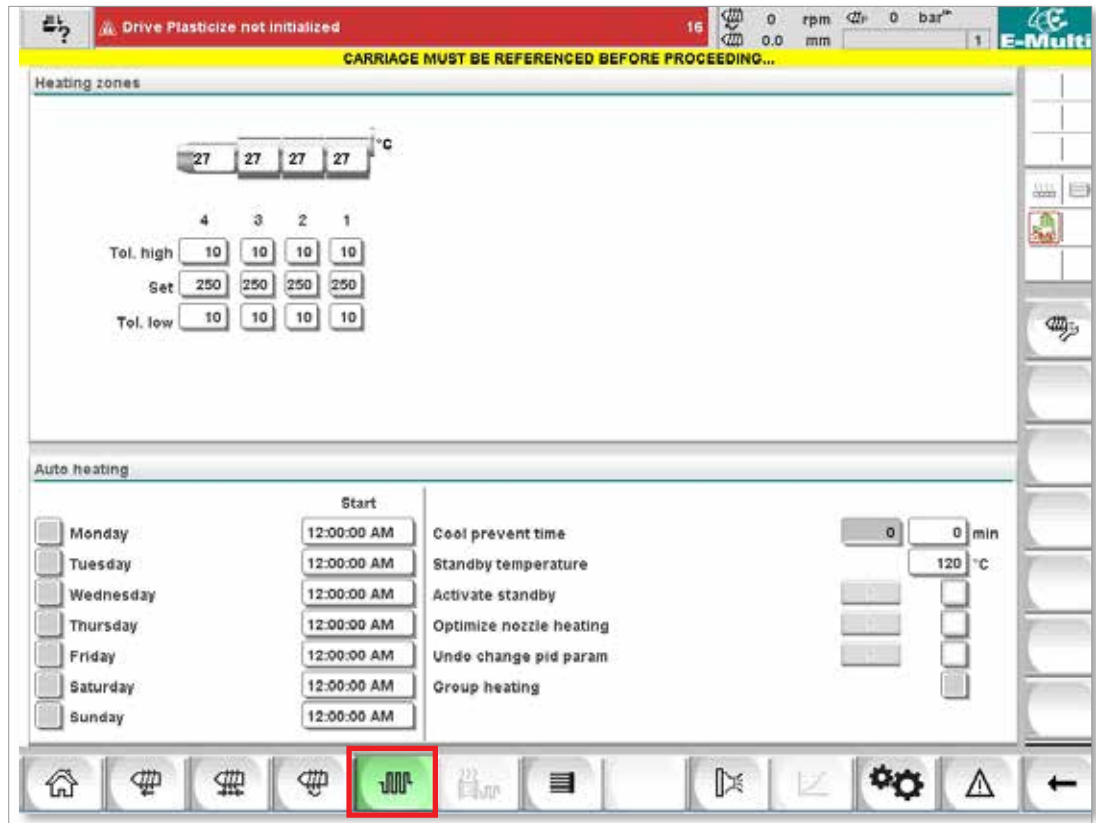 Drive Plasticize not initialized 16 0 rpm 0 bar
0.0 mm 1 E-Multi
CARRIAGE MUST BE REFERENCED BEFORE PROCEEDING...
Heating zones
27 27 27 27 °C
4 3 2 1
Tol. high 10 10 10 10
Set 250 250 250 250
Tol. low 10 10 10 10
Auto heating
Start
Monday 12:00:00 AM Cool prevent time 0 0 min
Tuesday 12:00:00 AM Standby temperature 120 °C
Wednesday 12:00:00 AM Activate standby
Thursday 12:00:00 AM Optimize nozzle heating
Friday 12:00:00 AM Undo change pid param
Saturday 12:00:00 AM Group heating
Sunday 12:00:00 AM